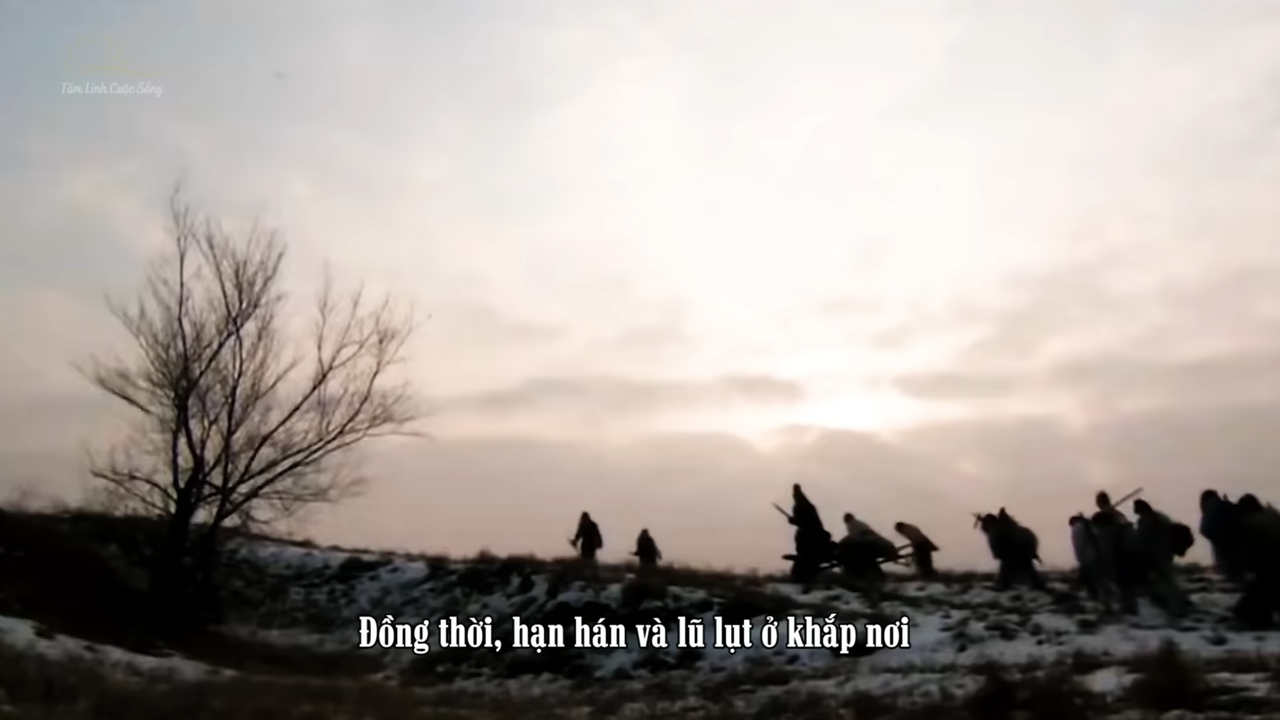 Tâm Linh Cuộc Sống
Đồng thời, hạn hán và lũ lụt ở khắp nơi